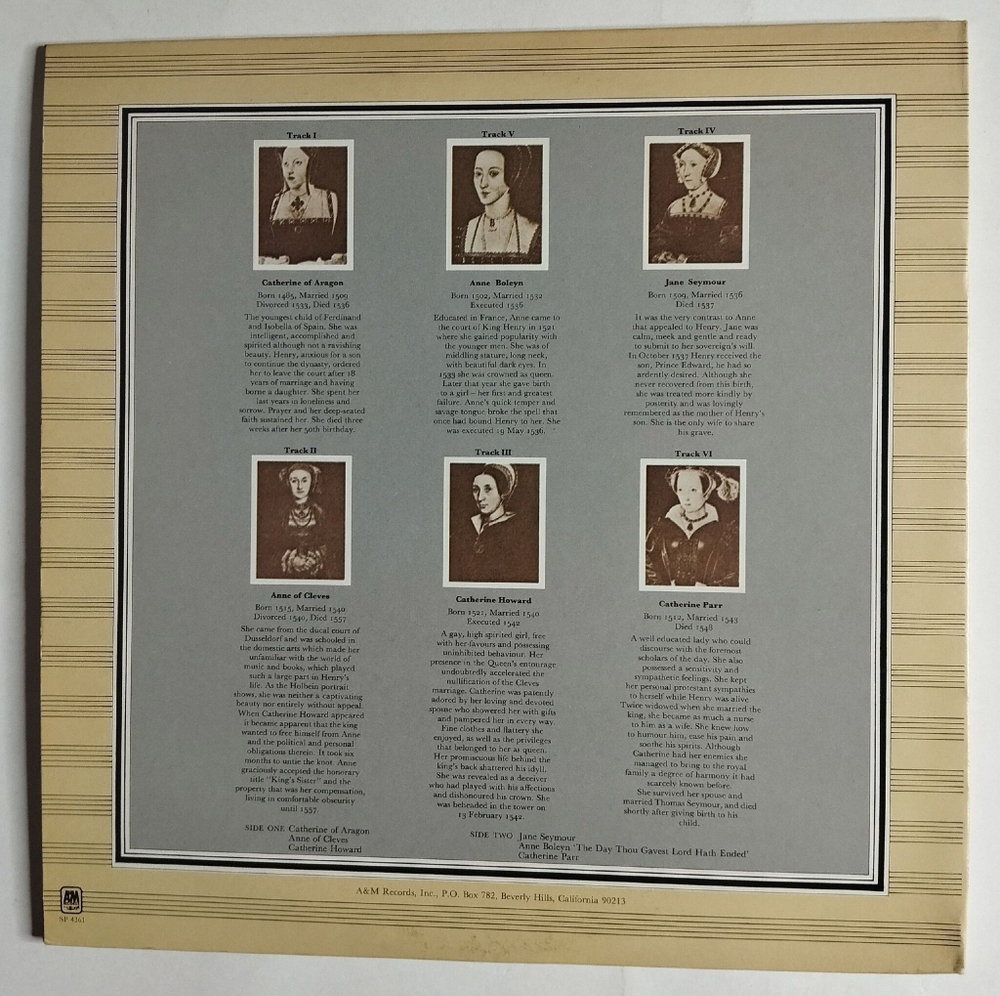 Track I
Catherine of Aragon
Born 1485, Married 1509
Divorced 1533, Died 1536
The youngest child of Ferdinand
and Isobella of Spain. She was
intelligent, accomplished and
spirited although not a ravishing
beauty. Henry, anxious for a son
to continue the dynasty, ordered
her to leave the court after 18
years of marriage and having
borne a daughter. She spent her
last years in loneliness and
sorrow. Prayer and her deep-seated
faith sustained her. She died three
weeks after her 50th birthday.
Track V
Anne Boleyn
Born 1502, Married 1532
Executed 1536
Educated in France, Anne came to
the court of King Henry in 1521
where she gained popularity with
the younger men. She was of
middling stature, long neck,
with beautiful dark eyes. In
1533 she was crowned as queen.
Later that year she gave birth
to a girl – her first and greatest
failure. Anne's quick temper and
savage tongue broke the spell that
once had bound Henry to her. She
was executed 19 May 1536.
Track IV
Jane Seymour
Born 1509, Married 1536
Died 1537
It was the very contrast to Anne
that appealed to Henry. Jane was
calm, meek and gentle and ready
to submit to her sovereign's will.
In October 1537 Henry received the
son, Prince Edward, he had so
ardently desired. Although she
never recovered from this birth,
she was treated more kindly by
posterity and was lovingly
remembered as the mother of Henry's
son. She is the only wife to share
his grave.
Track II
Anne of Cleves
Born 1515, Married 1540
Divorced 1540, Died 1557
She came from the ducal court of
Dusseldorf and was schooled in
the domestic arts which made her
unfamiliar with the world of
music and books, which played
such a large part in Henry's
life. As the Holbein portrait
shows, she was neither a captivating
beauty nor entirely without appeal.
When Catherine Howard appeared
it became apparent that the king
wanted to free himself from Anne
and the political and personal
obligations therein. It took six
months to untie the knot. Anne
graciously accepted the honorary
title "King's Sister" and the
property that was her compensation,
living in comfortable obscurity
until 1557.
Track III
Catherine Howard
Born 1521, Married 1540
Executed 1542
A gay, high spirited girl, free
with her favours and possessing
uninhibited behaviour. Her
presence in the Queen's entourage
undoubtedly accelerated the
nullification of the Cleves
marriage. Catherine was patently
adored by her loving and devoted
spouse who showered her with gifts
and pampered her in every way.
Fine clothes and flattery she
enjoyed, as well as the privileges
that belonged to her as queen.
Her promiscuous life behind the
king's back shattered his idyll.
She was revealed as a deceiver
who had played with his affections
and dishonoured his crown. She
was beheaded in the tower on
13 February 1542.
Track VI
Catherine Parr
Born 1512, Married 1543
Died 1548
A well educated lady who could
discourse with the foremost
scholars of the day. She also
possessed a sensitivity and
sympathetic feelings. She kept
her personal protestant sympathies
to herself while Henry was alive
Twice widowed when she married the
king, she became as much a nurse
to him as a wife. She knew how
to humour him, ease his pain and
soothe his spirits. Although
Catherine had her enemies she
managed to bring to the royal
family a degree of harmony it had
scarcely known before.
She survived her spouse and
married Thomas Seymour, and died
shortly after giving birth to his
child.
SIDE ONE Catherine of Aragon
Anne of Cleves
Catherine Howard
SIDE TWO Jane Seymour
Anne Boleyn 'The Day Thou Gavest Lord Hath Ended'
Catherine Parr
A&M Records, Inc., P.O. Box 782, Beverly Hills, California 90213
A&M
SP 4361